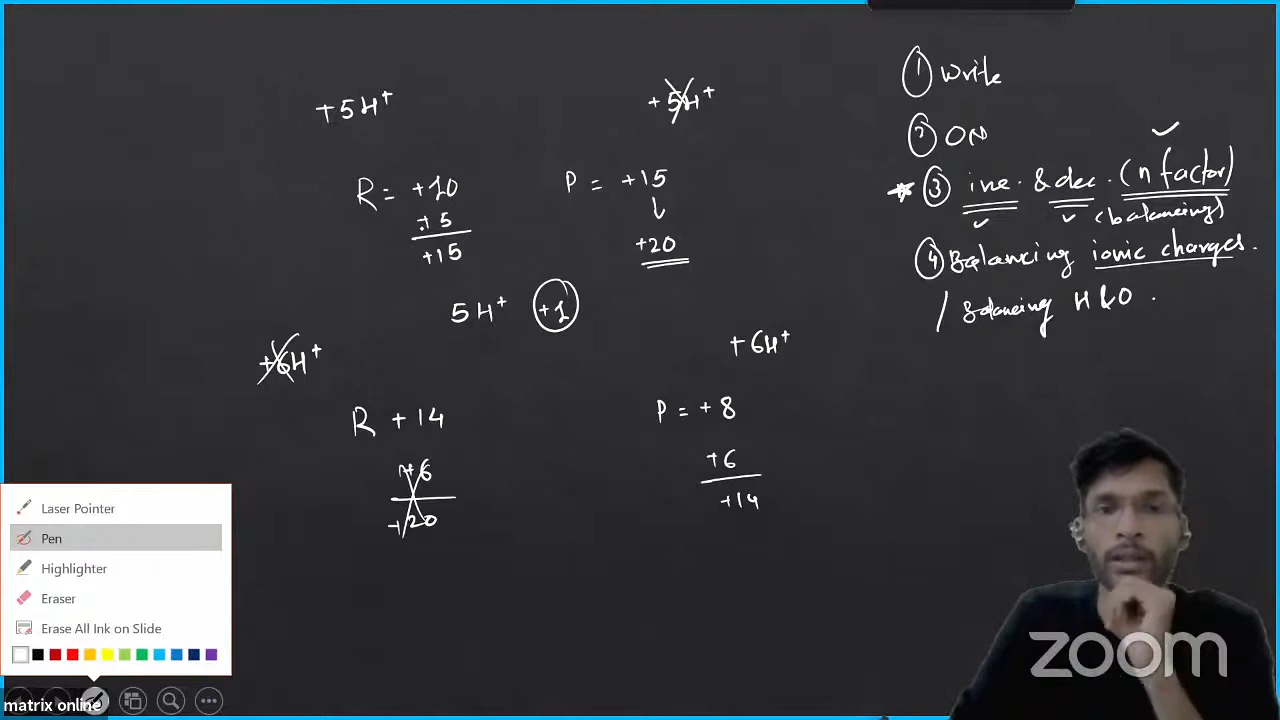 +5H⁺
+5H⁺
R = +10
+5
+15
P = +15
↓
+20
5H⁺ +1
+6H⁺
+6H⁺
R +14
+6
+20
P = +8
+6
+14
① Write
② ON
③ inc. & dec. (n factor)
(balancing)
④ Balancing ionic charges.
/ Balancing H & O.
Laser Pointer
Pen
Highlighter
Eraser
Erase All Ink on Slide
matrix online
zoom